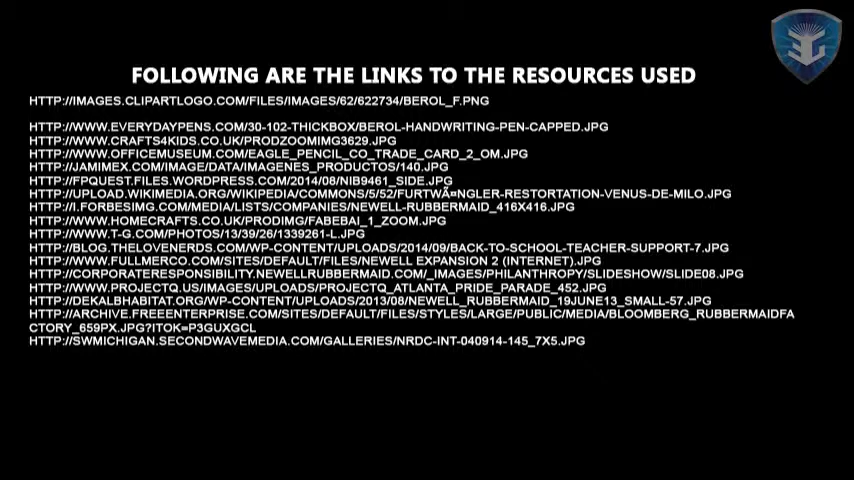 FOLLOWING ARE THE LINKS TO THE RESOURCES USED
HTTP://IMAGES.CLIPARTLOGO.COM/FILES/IMAGES/62/622734/BEROL_F.PNG
HTTP://WWW.EVERYDAYPENS.COM/30-102-THICKBOX/BEROL-HANDWRITING-PEN-CAPPED.JPG
HTTP://WWW.CRAFTS4KIDS.CO.UK/PRODZOOMIMG3629.JPG
HTTP://WWW.OFFICEMUSEUM.COM/EAGLE_PENCIL_CO_TRADE_CARD_2_OM.JPG
HTTP://JAMIMEX.COM/IMAGE/DATA/IMAGENES_PRODUCTOS/140.JPG
HTTP://FPQUEST.FILES.WORDPRESS.COM/2014/08/NIB9461_SIDE.JPG
HTTP://UPLOAD.WIKIMEDIA.ORG/WIKIPEDIA/COMMONS/5/52/FURTWÃ¤NGLER-RESTORTATION-VENUS-DE-MILO.JPG
HTTP://I.FORBESIMG.COM/MEDIA/LISTS/COMPANIES/NEWELL-RUBBERMAID_416X416.JPG
HTTP://WWW.HOMECRAFTS.CO.UK/PRODIMG/FABEBAI_1_ZOOM.JPG
HTTP://WWW.T-G.COM/PHOTOS/13/39/26/1339261-L.JPG
HTTP://BLOG.THELOVENERDS.COM/WP-CONTENT/UPLOADS/2014/09/BACK-TO-SCHOOL-TEACHER-SUPPORT-7.JPG
HTTP://WWW.FULLMERCO.COM/SITES/DEFAULT/FILES/NEWELL EXPANSION 2 (INTERNET).JPG
HTTP://CORPORATERESPONSIBILITY.NEWELLRUBBERMAID.COM/_IMAGES/PHILANTHROPY/SLIDESHOW/SLIDE08.JPG
HTTP://WWW.PROJECTQ.US/IMAGES/UPLOADS/PROJECTQ_ATLANTA_PRIDE_PARADE_452.JPG
HTTP://DEKALBHABITAT.ORG/WP-CONTENT/UPLOADS/2013/08/NEWELL_RUBBERMAID_19JUNE13_SMALL-57.JPG
HTTP://ARCHIVE.FREEENTERPRISE.COM/SITES/DEFAULT/FILES/STYLES/LARGE/PUBLIC/MEDIA/BLOOMBERG_RUBBERMAIDFA
CTORY_659PX.JPG?ITOK=P3GUXGCL
HTTP://SWMICHIGAN.SECONDWAVEMEDIA.COM/GALLERIES/NRDC-INT-040914-145_7X5.JPG